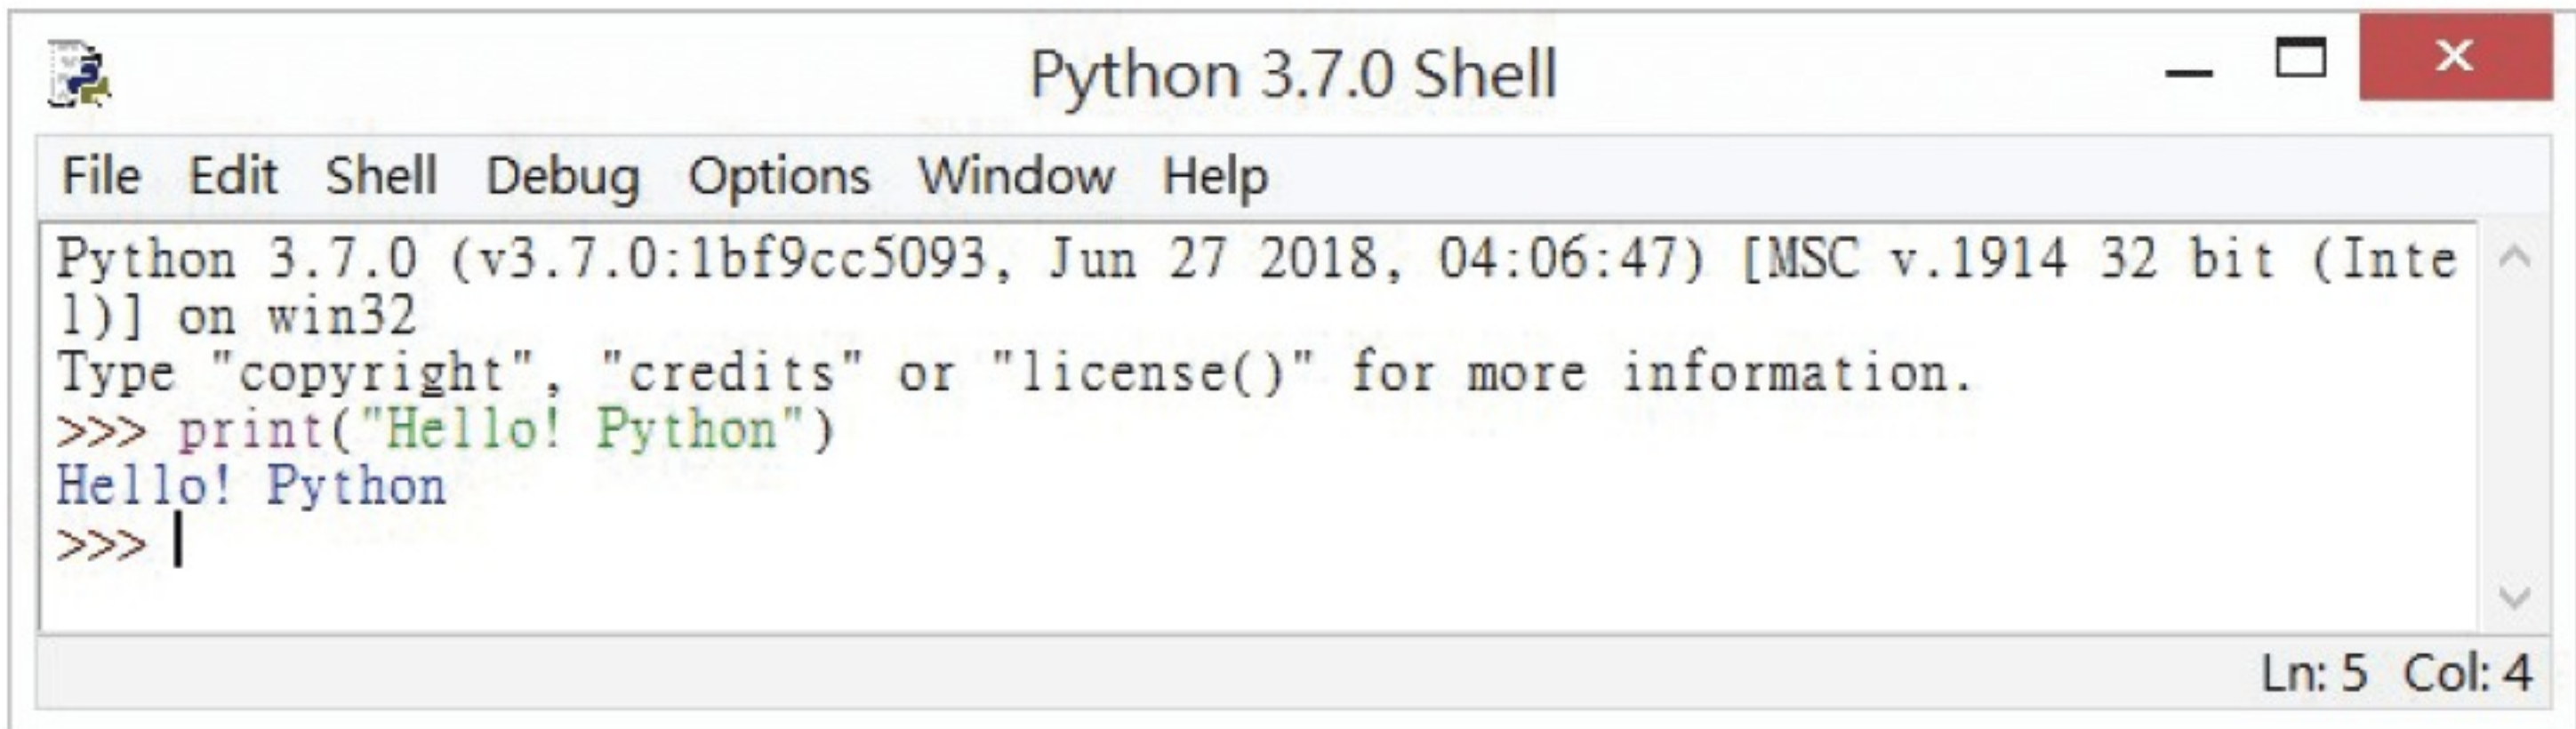 Python 3.7.0 Shell
File Edit Shell Debug Options Window Help
Python 3.7.0 (v3.7.0:1bf9cc5093, Jun 27 2018, 04:06:47) [MSC v.1914 32 bit (Inte
l)] on win32
Type "copyright", "credits" or "license()" for more information.
>>> print("Hello! Python")
Hello! Python
>>>
Ln: 5 Col: 4